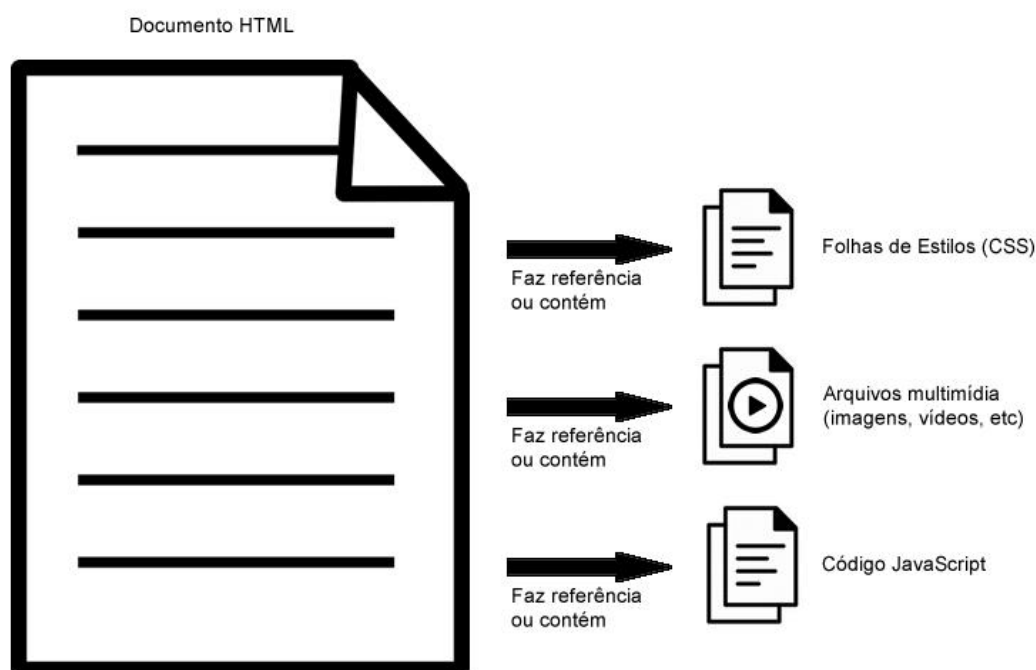 Documento HTML
Faz referência
ou contém
Folhas de Estilos (CSS)
Faz referência
ou contém
Arquivos multimídia
(imagens, vídeos, etc)
Faz referência
ou contém
Código JavaScript